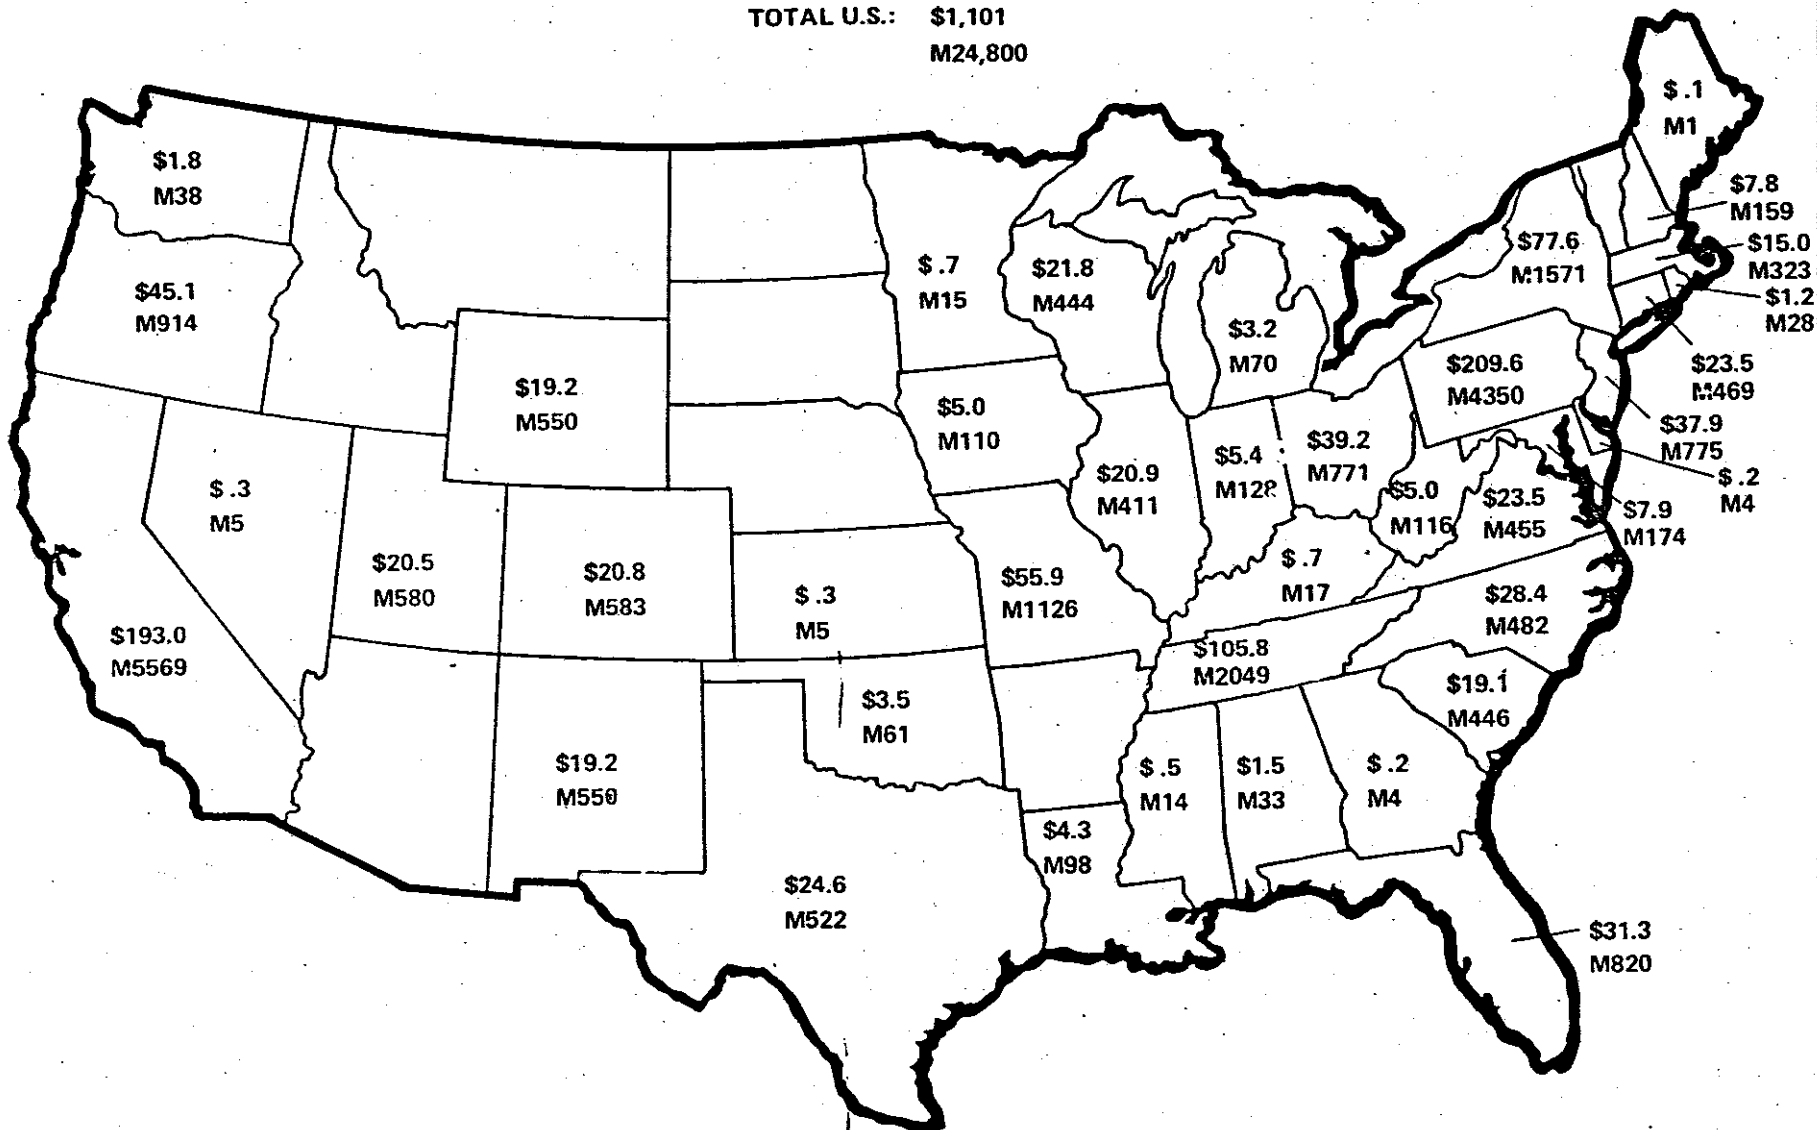 TOTAL U.S.: $1,101
M24,800
$ .1
M1
$1.8
M38
$7.8
M159
$77.6
M1571
$15.0
M323
$ .7
M15
$21.8
M444
$45.1
M914
$1.2
M28
$3.2
M70
$209.6
M4350
$23.5
M469
$19.2
M550
$5.0
M110
$37.9
M775
$39.2
M771
$5.4
M128
$20.9
M411
$ .3
M5
$5.0
M116
$23.5
M455
$ .2
M4
$7.9
M174
$20.5
M580
$20.8
M583
$ .3
M5
$55.9
M1126
$ .7
M17
$28.4
M482
$193.0
M5569
$105.8
M2049
$3.5
M61
$19.1
M446
$19.2
M550
$ .5
M14
$1.5
M33
$ .2
M4
$4.3
M98
$24.6
M522
$31.3
M820